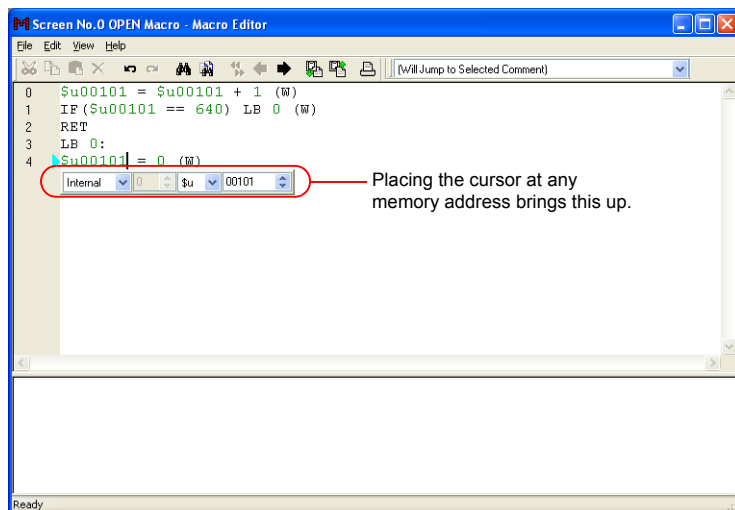 Screen No.0 OPEN Macro - Macro Editor
File Edit View Help
(Will Jump to Selected Comment)
0 $u00101 = $u00101 + 1 (W)
1 IF($u00101 == 640) LB 0 (W)
2 RET
3 LB 0:
4 $u00101 = 0 (W)
Internal 0 $u 00101
Placing the cursor at any
memory address brings this up.
Ready